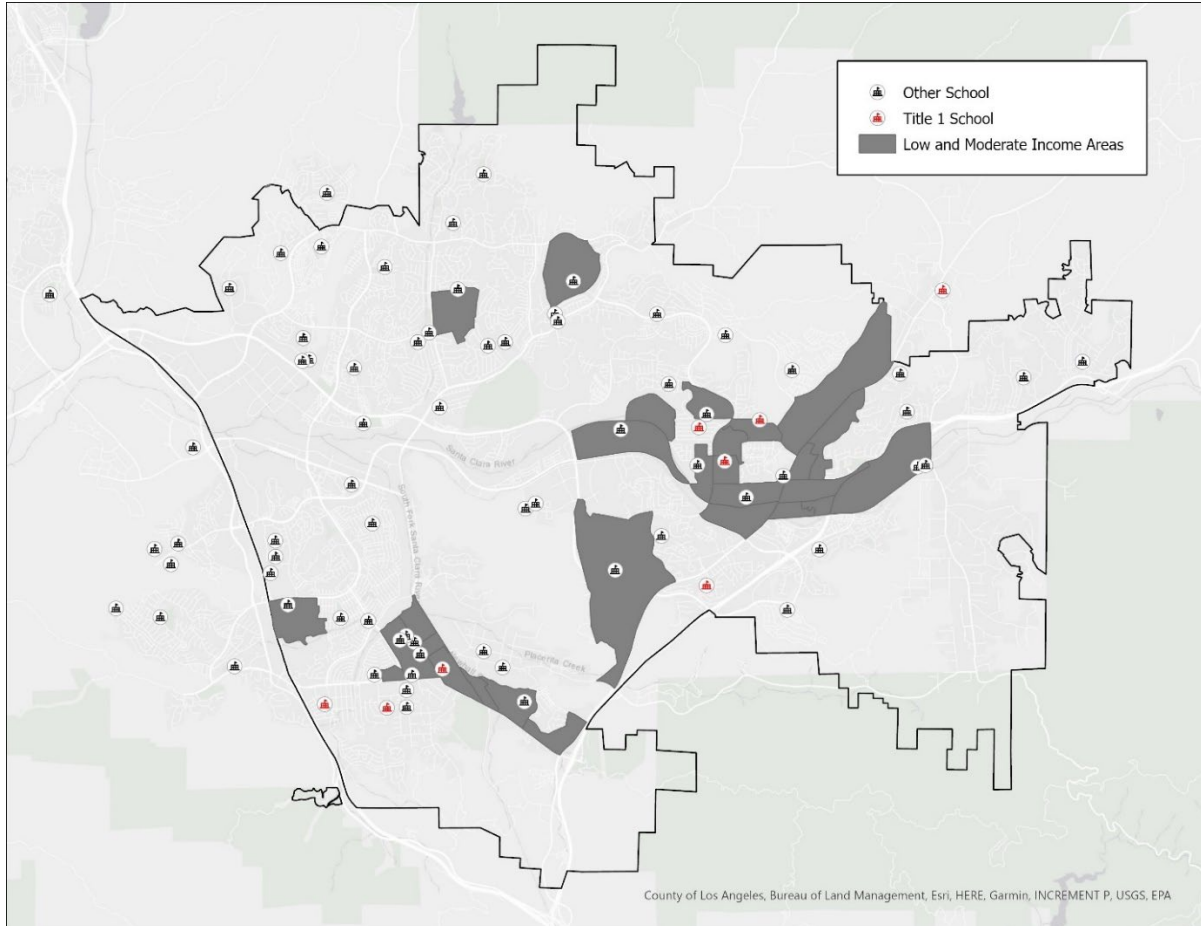 Other School
Title 1 School
Low and Moderate Income Areas
Santa Clara River
South Fork Santa Clara River
Placerita Creek
County of Los Angeles, Bureau of Land Management, Esri, HERE, Garmin, INCREMENT P, USGS, EPA